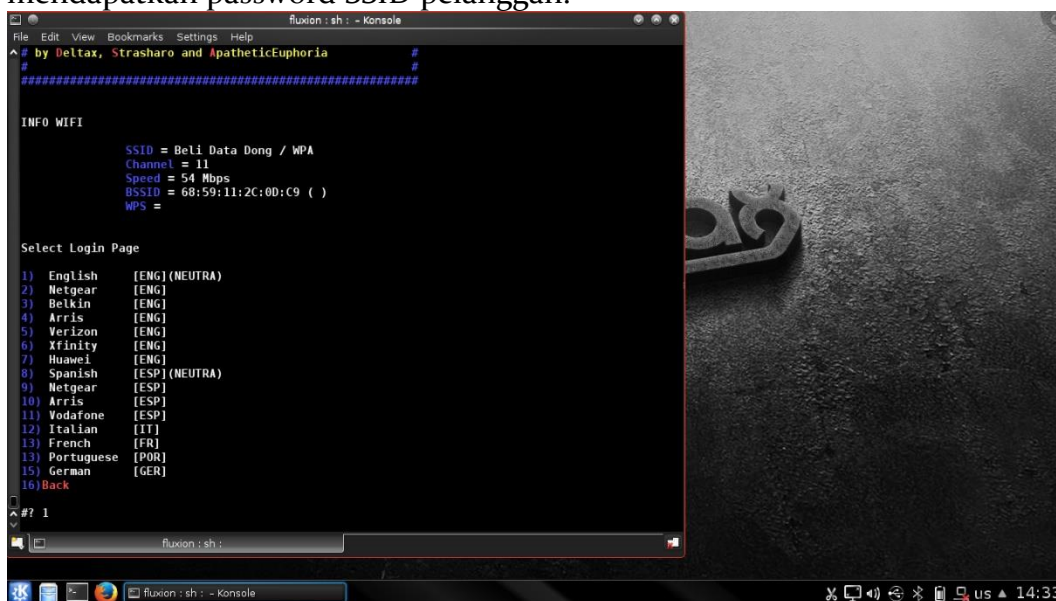 mendapatkan password SSID pelanggan.
fluxion : sh : – Konsole
File Edit View Bookmarks Settings Help
# by Deltax, Strasharo and ApatheticEuphoria #
# #
########################################################
INFO WIFI
SSID = Beli Data Dong / WPA
Channel = 11
Speed = 54 Mbps
BSSID = 68:59:11:2C:0D:C9 ( )
WPS =
Select Login Page
1) English [ENG](NEUTRA)
2) Netgear [ENG]
3) Belkin [ENG]
4) Arris [ENG]
5) Verizon [ENG]
6) Xfinity [ENG]
7) Huawei [ENG]
8) Spanish [ESP](NEUTRA)
9) Netgear [ESP]
10) Arris [ESP]
11) Vodafone [ESP]
12) Italian [IT]
13) French [FR]
13) Portuguese [POR]
15) German [GER]
16)Back
#? 1
fluxion : sh :
fluxion : sh : – Konsole
us 14:33